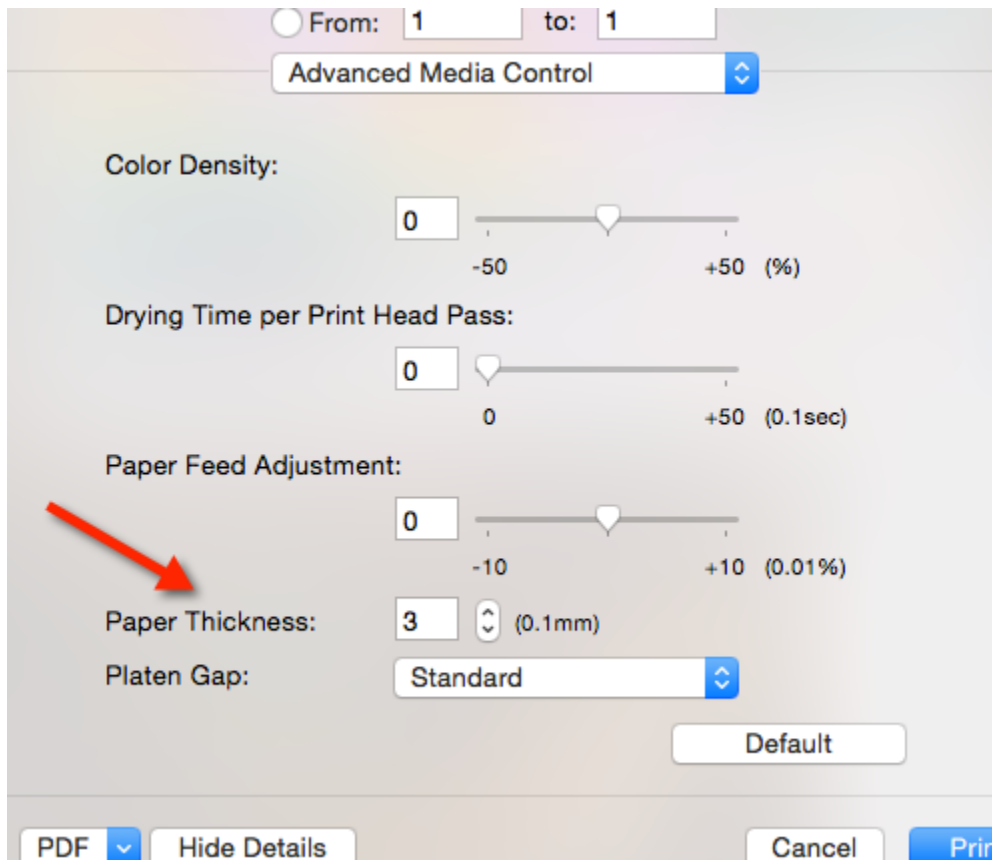 From: 1 to: 1
Advanced Media Control
Color Density:
0
-50 +50 (%)
Drying Time per Print Head Pass:
0
0 +50 (0.1sec)
Paper Feed Adjustment:
0
-10 +10 (0.01%)
Paper Thickness: 3 (0.1mm)
Platen Gap: Standard
Default
PDF Hide Details Cancel Prin